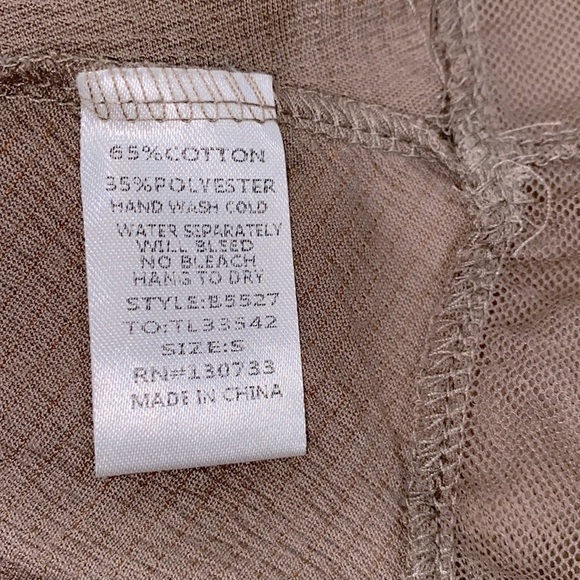 65%COTTON
35%POLYESTER
HAND WASH COLD
WATER SEPARATELY
WILL BLEED
NO BLEACH
HANG TO DRY
STYLE:B5527
TO:TL33542
SIZE:S
RN#130733
MADE IN CHINA